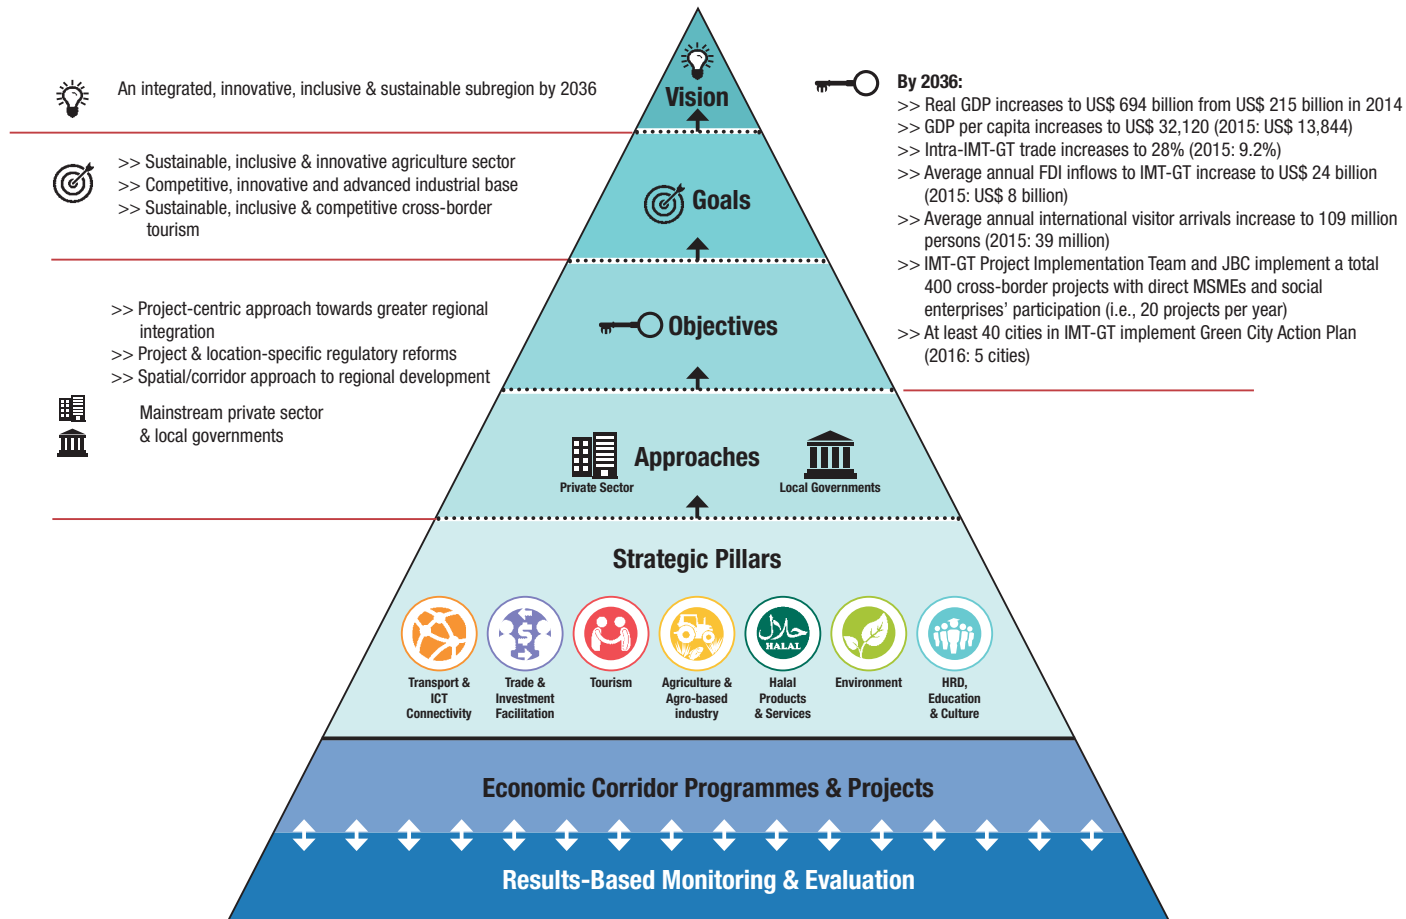 An integrated, innovative, inclusive & sustainable subregion by 2036
>> Sustainable, inclusive & innovative agriculture sector
>> Competitive, innovative and advanced industrial base
>> Sustainable, inclusive & competitive cross-border
tourism
>> Project-centric approach towards greater regional
integration
>> Project & location-specific regulatory reforms
>> Spatial/corridor approach to regional development
Mainstream private sector
& local governments
Vision
Goals
Objectives
Approaches
Private Sector
Local Governments
By 2036:
>> Real GDP increases to US$ 694 billion from US$ 215 billion in 2014
>> GDP per capita increases to US$ 32,120 (2015: US$ 13,844)
>> Intra-IMT-GT trade increases to 28% (2015: 9.2%)
>> Average annual FDI inflows to IMT-GT increase to US$ 24 billion
(2015: US$ 8 billion)
>> Average annual international visitor arrivals increase to 109 million
persons (2015: 39 million)
>> IMT-GT Project Implementation Team and JBC implement a total
400 cross-border projects with direct MSMEs and social
enterprises’ participation (i.e., 20 projects per year)
>> At least 40 cities in IMT-GT implement Green City Action Plan
(2016: 5 cities)
Strategic Pillars
$
حلال
HALAL
Transport &
ICT
Connectivity
Trade &
Investment
Facilitation
Tourism
Agriculture &
Agro-based
industry
Halal
Products
& Services
Environment
HRD,
Education
& Culture
Economic Corridor Programmes & Projects
Results-Based Monitoring & Evaluation